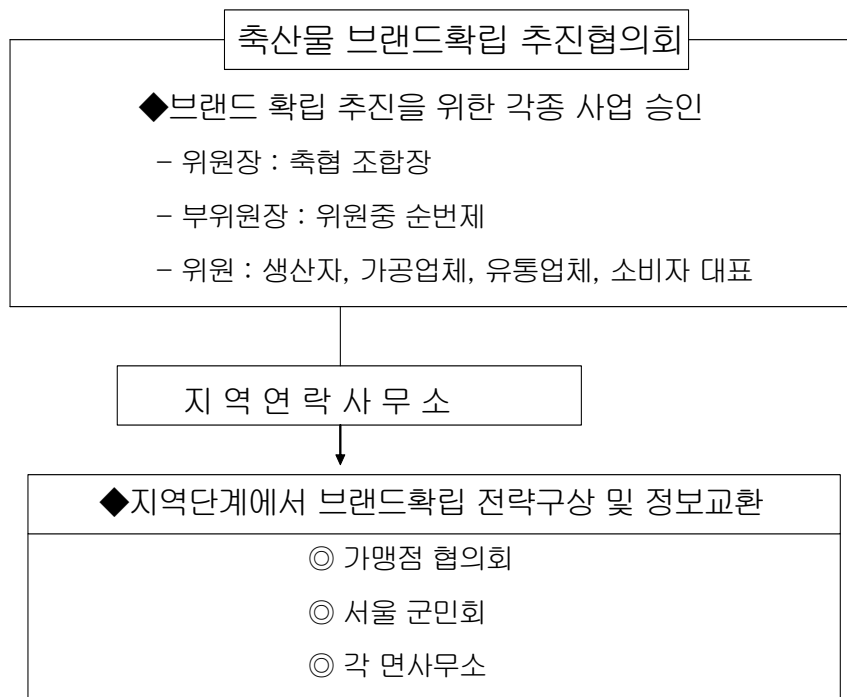 축산물 브랜드확립 추진협의회
◆브랜드 확립 추진을 위한 각종 사업 승인
- 위원장 : 축협 조합장
- 부위원장 : 위원중 순번제
- 위원 : 생산자, 가공업체, 유통업체, 소비자 대표
지 역 연 락 사 무 소
◆지역단계에서 브랜드확립 전략구상 및 정보교환
◎ 가맹점 협의회
◎ 서울 군민회
◎ 각 면사무소